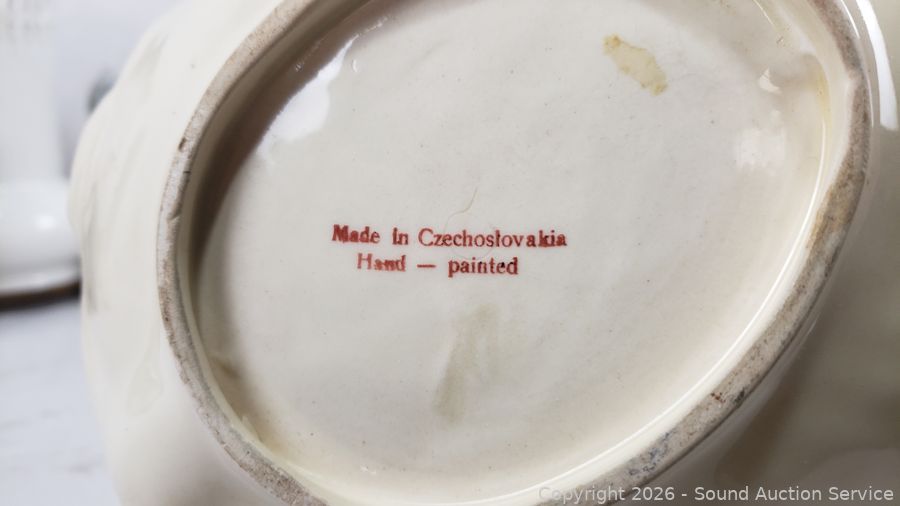 Made in Czechoslovakia
Hand — painted
Copyright 2026 - Sound Auction Service